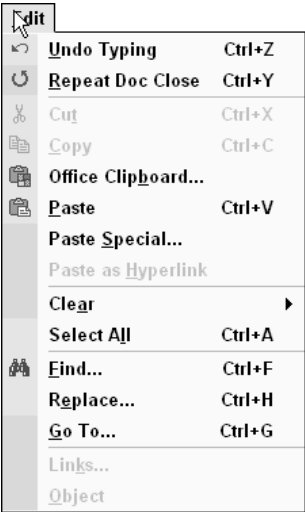 Edit
Undo Typing Ctrl+Z
Repeat Doc Close Ctrl+Y
Cut Ctrl+X
Copy Ctrl+C
Office Clipboard...
Paste Ctrl+V
Paste Special...
Paste as Hyperlink
Clear
Select All Ctrl+A
Find... Ctrl+F
Replace... Ctrl+H
Go To... Ctrl+G
Links...
Object